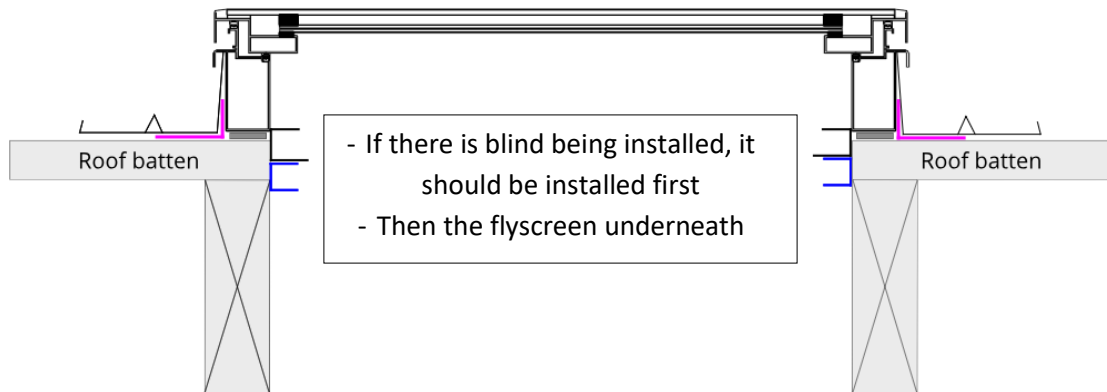 - If there is blind being installed, it
should be installed first
- Then the flyscreen underneath
Roof batten
Roof batten